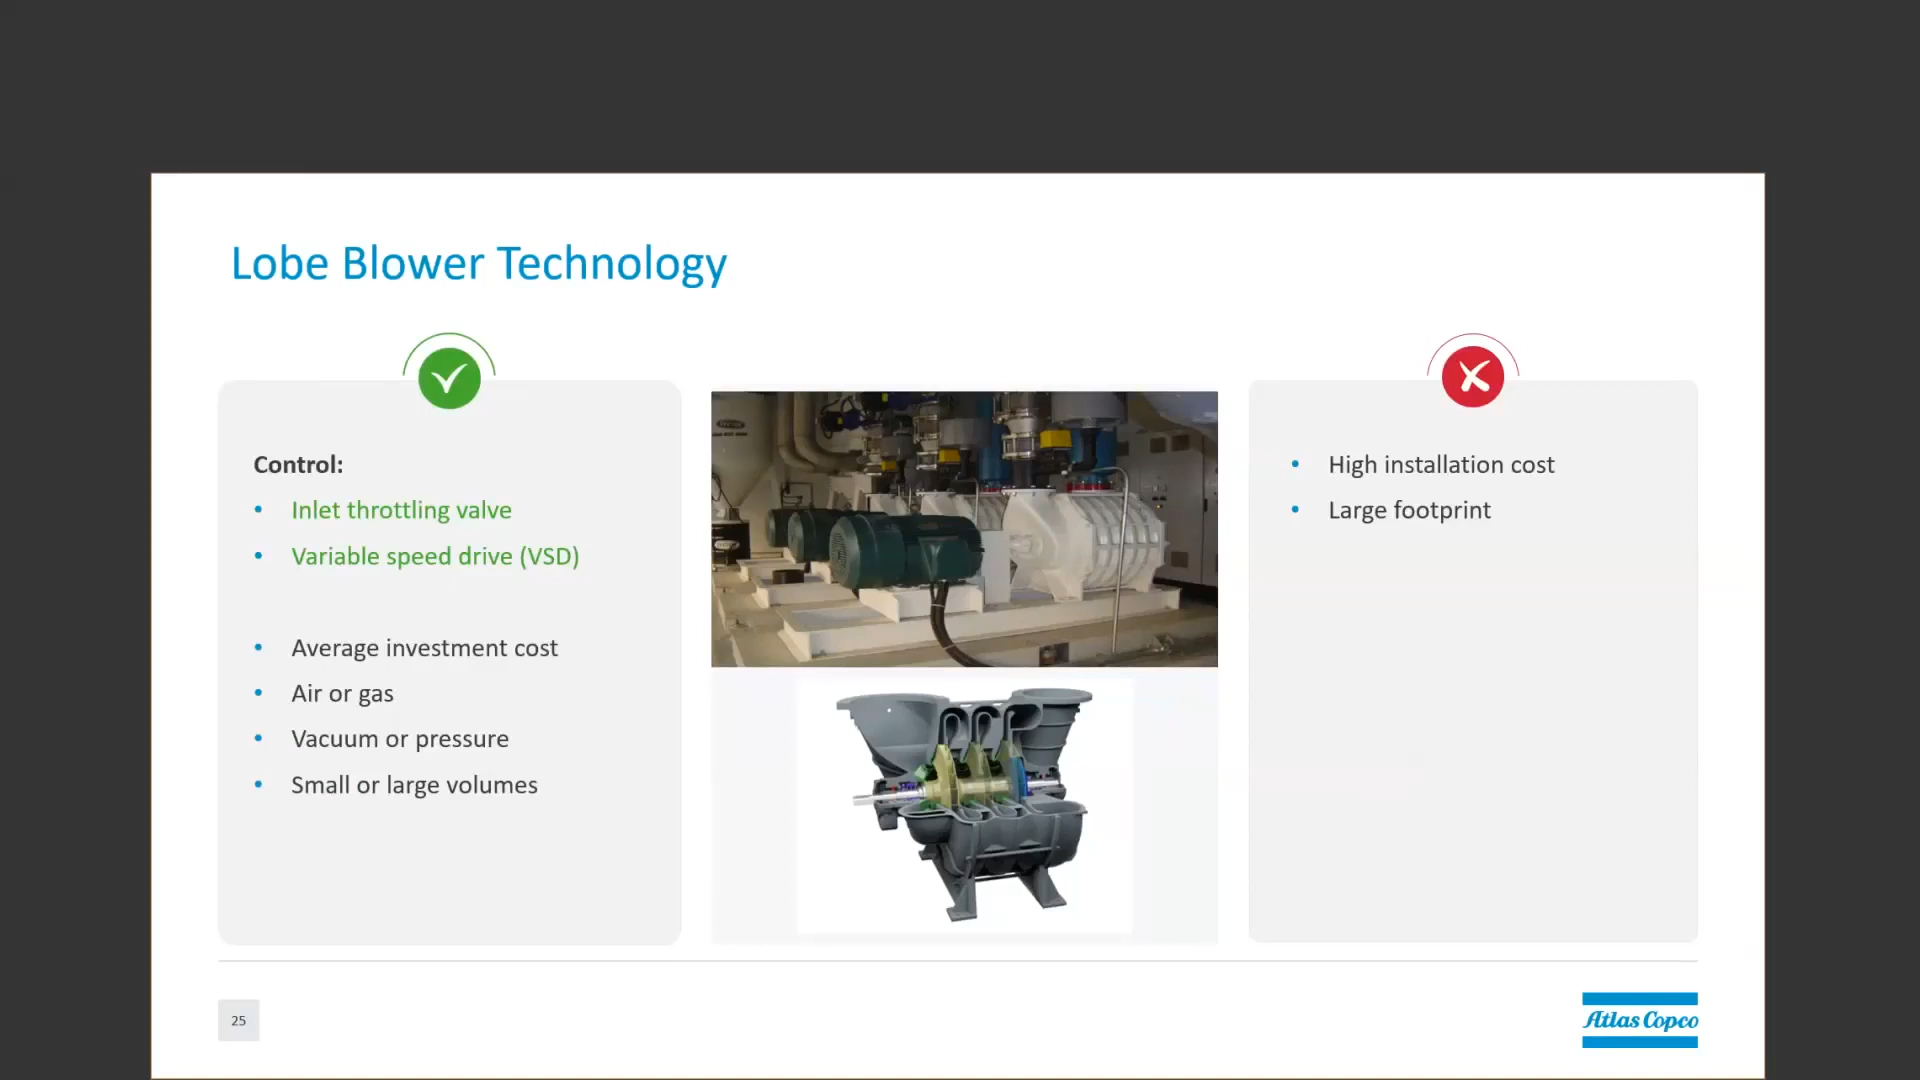 Lobe Blower Technology
Control:
• Inlet throttling valve
• Variable speed drive (VSD)
• Average investment cost
• Air or gas
• Vacuum or pressure
• Small or large volumes
• High installation cost
• Large footprint
25
Atlas Copco